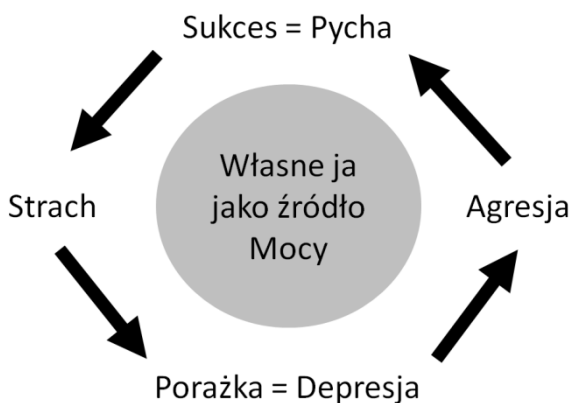 Sukces = Pycha
Własne ja
jako źródło
Mocy
Strach
Agresja
Porażka = Depresja